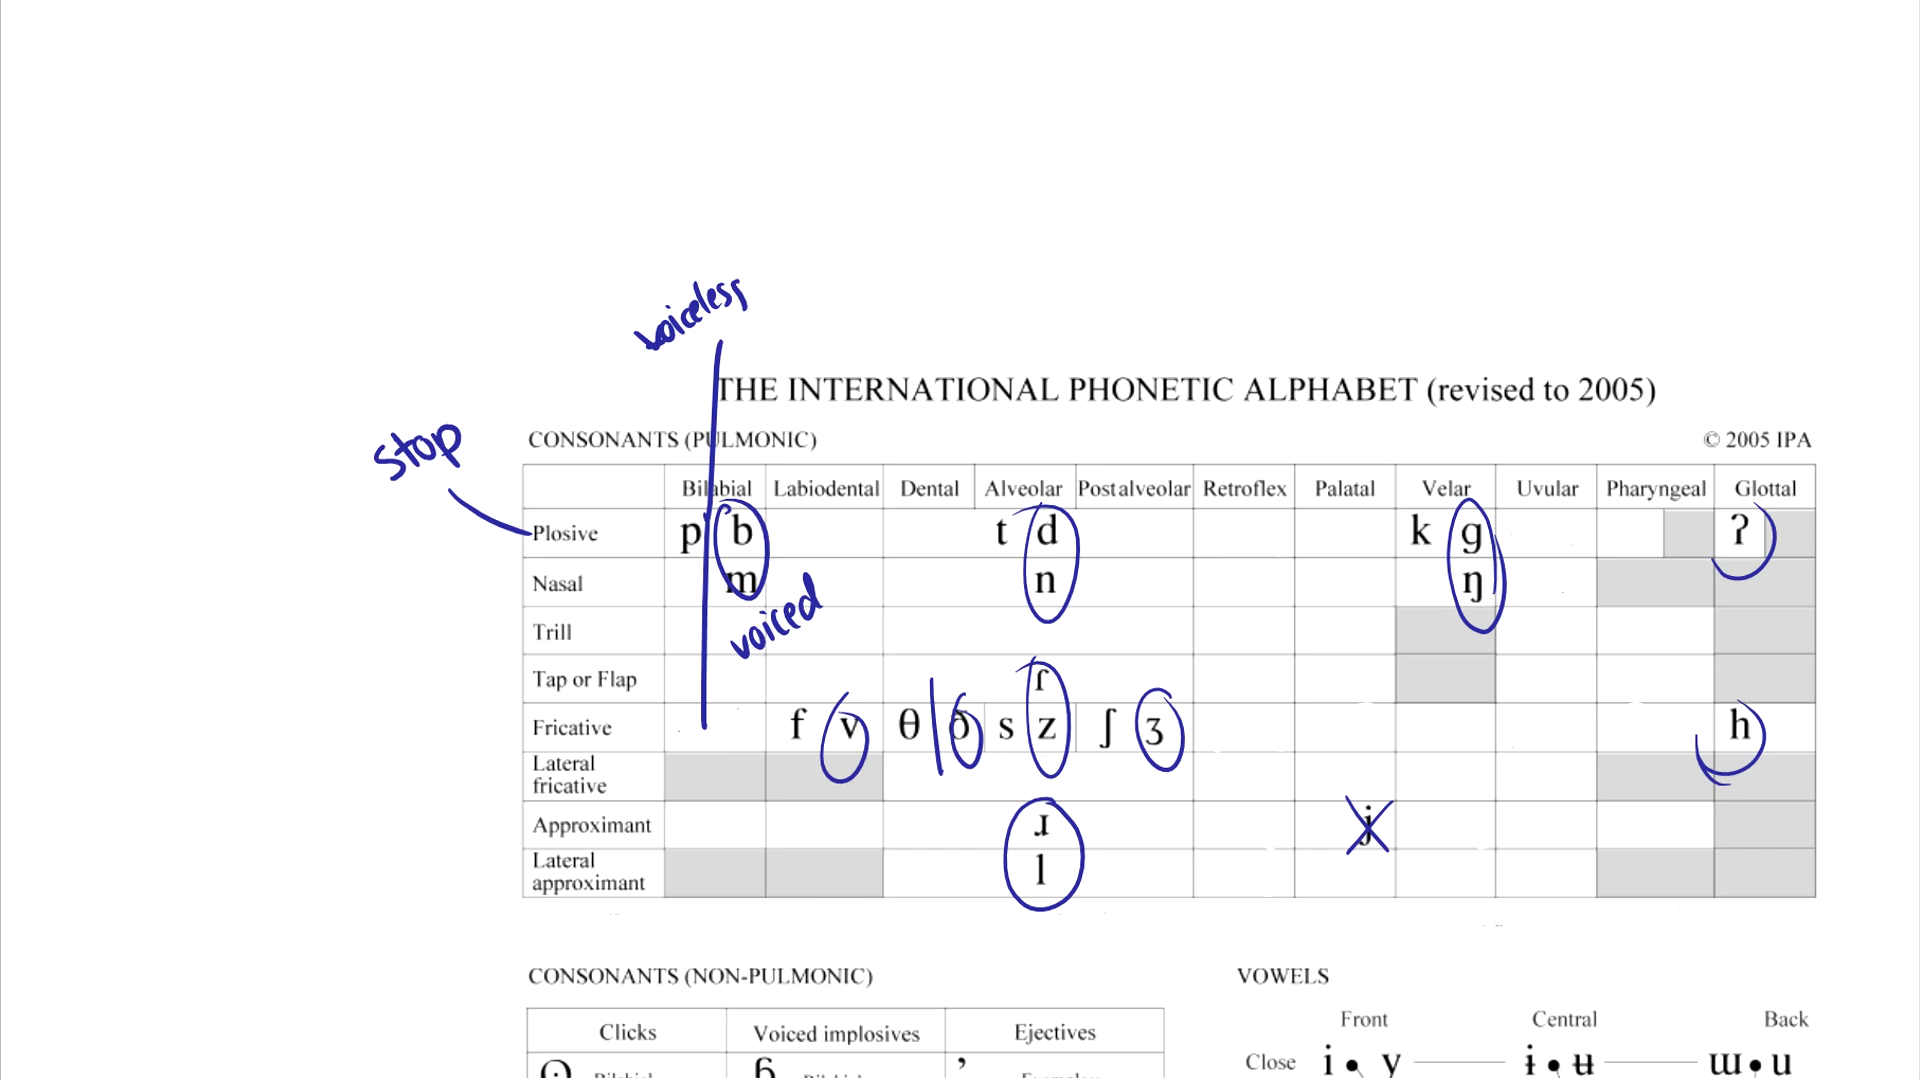 voiceless
THE INTERNATIONAL PHONETIC ALPHABET (revised to 2005)
stop
CONSONANTS (PULMONIC) © 2005 IPA
Bilabial Labiodental Dental Alveolar Postalveolar Retroflex Palatal Velar Uvular Pharyngeal Glottal
Plosive p b t d k ɡ ʔ
Nasal m n ŋ
voiced
Trill
Tap or Flap ɾ
Fricative f v θ ð s z ʃ ʒ h
Lateral
fricative
Approximant ɹ j
Lateral
approximant l
CONSONANTS (NON-PULMONIC) VOWELS
Clicks Voiced implosives Ejectives
Front Central Back
Close i • y ɨ • ʉ ɯ • u
ʘ ɓ ʼ